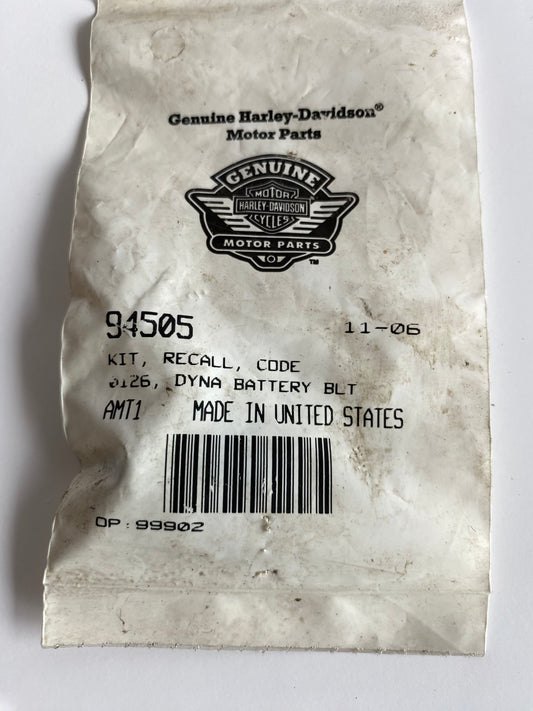 Genuine Harley-Davidson®
Motor Parts
GENUINE
MOTOR
HARLEY-DAVIDSON
CYCLES
MOTOR PARTS
TM
94505 11-06
KIT, RECALL, CODE
0126, DYNA BATTERY BLT
AMT1 MADE IN UNITED STATES
OP:99902